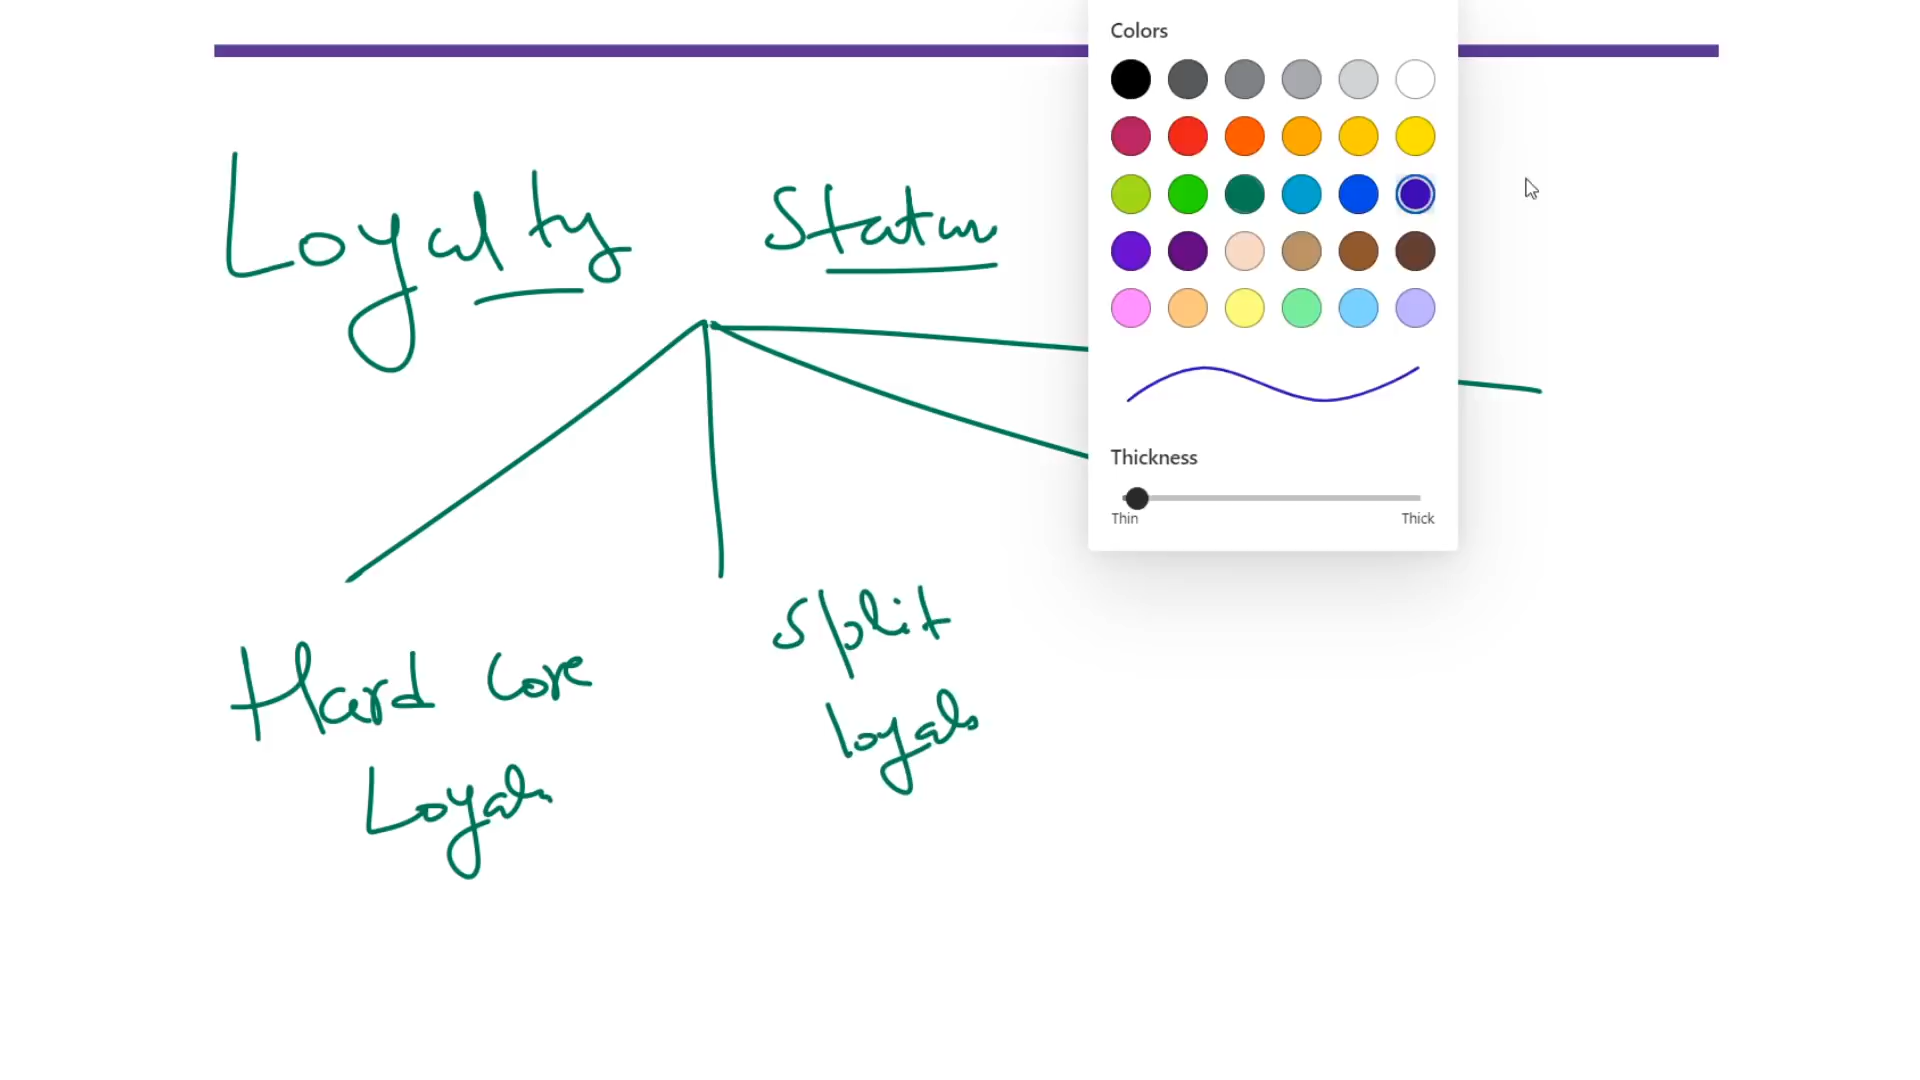 Colors
Loyalty Status
Thickness
Thin Thick
Split
loyals
Hard Core
Loyals